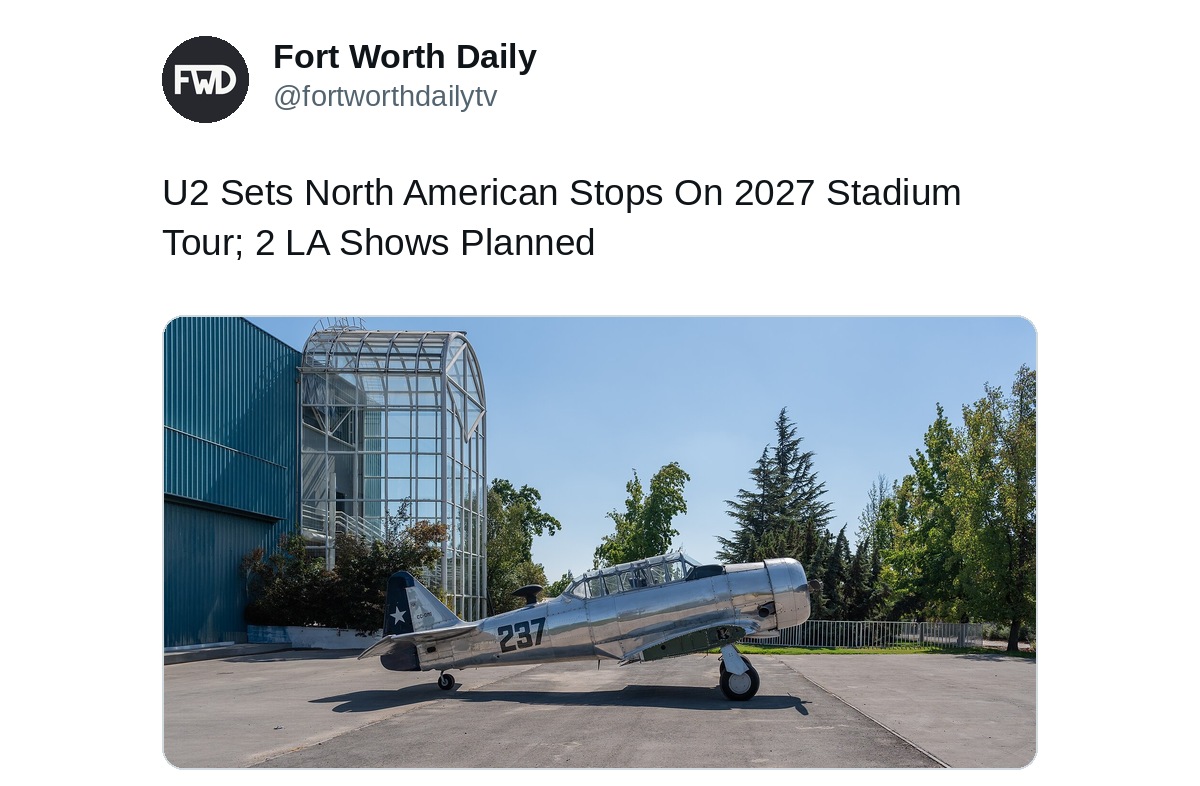 FWD
Fort Worth Daily
@fortworthdailytv
U2 Sets North American Stops On 2027 Stadium
Tour; 2 LA Shows Planned
237